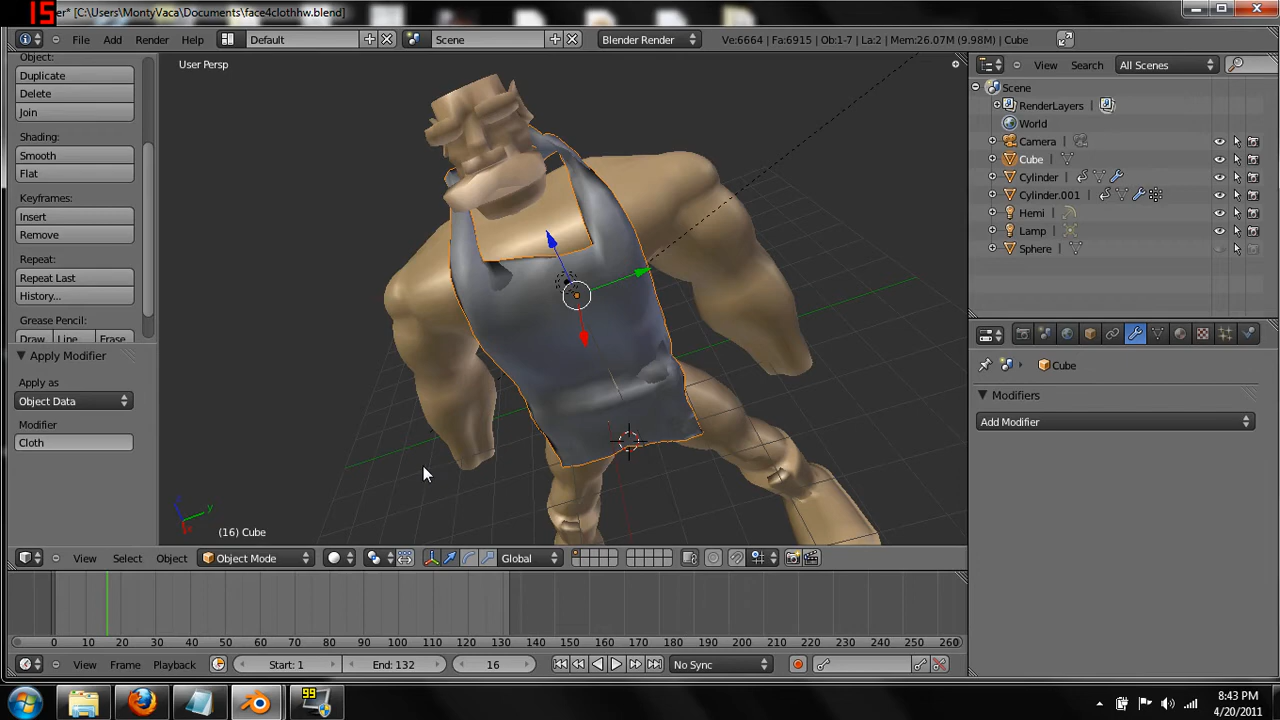 15
er* [C:\Users\MontyVaca\Documents\face4clothhw.blend]
File Add Render Help Default Scene Blender Render Ve:6664 | Fa:6915 | Ob:1-7 | La:2 | Mem:26.07M (9.98M) | Cube
Object:
Duplicate
Delete
Join
Shading:
Smooth
Flat
Keyframes:
Insert
Remove
Repeat:
Repeat Last
History...
Grease Pencil:
Draw Line Erase
Apply Modifier
Apply as
Object Data
Modifier
Cloth
User Persp
z
y
x
(16) Cube
View Select Object Object Mode Global
0 10 20 30 40 50 60 70 80 90 100 110 120 130 140 150 160 170 180 190 200 210 220 230 240 250 260
View Frame Playback Start: 1 End: 132 16 No Sync
View Search All Scenes
Scene
RenderLayers
World
Camera
Cube
Cylinder
Cylinder.001
Hemi
Lamp
Sphere
Cube
Modifiers
Add Modifier
99
8:43 PM
4/20/2011